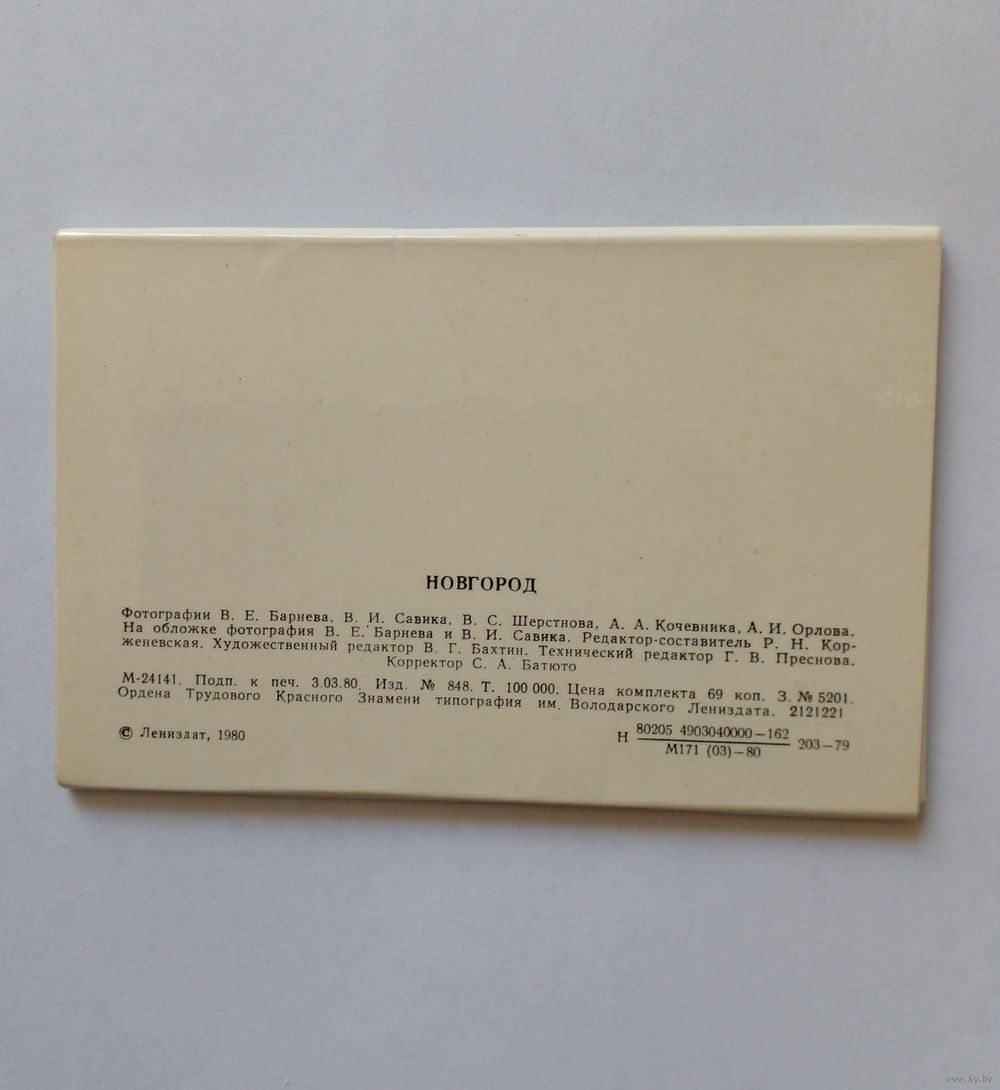 НОВГОРОД
Фотографии В. Е. Барнева, В. И. Савика, В. С. Шерстнова, А. А. Кочевника, А. И. Орлова.
На обложке фотография В. Е. Барнева и В. И. Савика. Редактор-составитель Р. Н. Кор-
женевская. Художественный редактор В. Г. Бахтин. Технический редактор Г. В. Преснова.
Корректор С. А. Батюто
М-24141. Подп. к печ. 3.03.80. Изд. № 848. Т. 100 000. Цена комплекта 69 коп. З. № 5201.
Ордена Трудового Красного Знамени типография им. Володарского Лениздата. 2121221
© Лениздат, 1980
Н 80205 4903040000—162 203—79
М171 (03)—80
www.ay.by